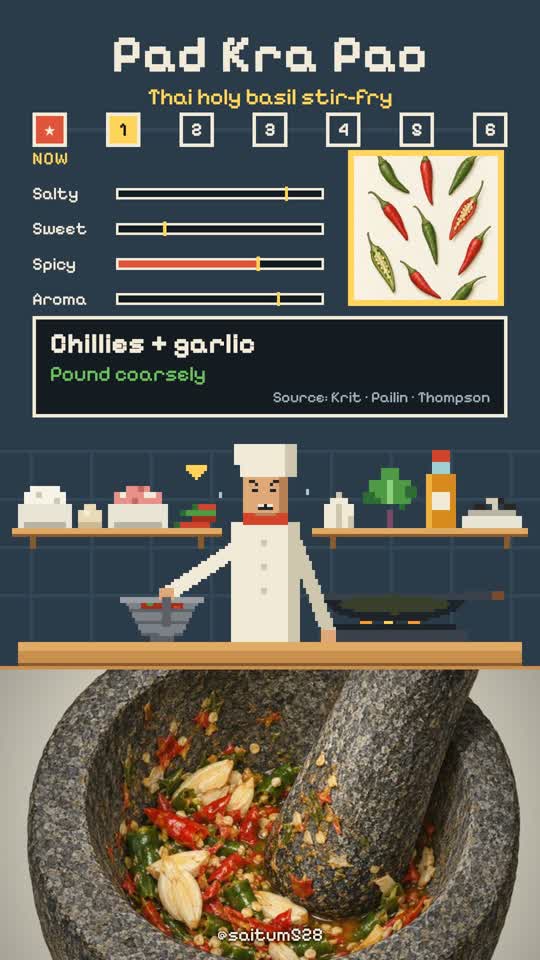 Pad Kra Pao
Thai holy basil stir-fry
★ 1 2 3 4 5 6
NOW
Salty
Sweet
Spicy
Aroma
Chillies + garlic
Pound coarsely
Source: Krit · Pailin · Thompson
@saitum528